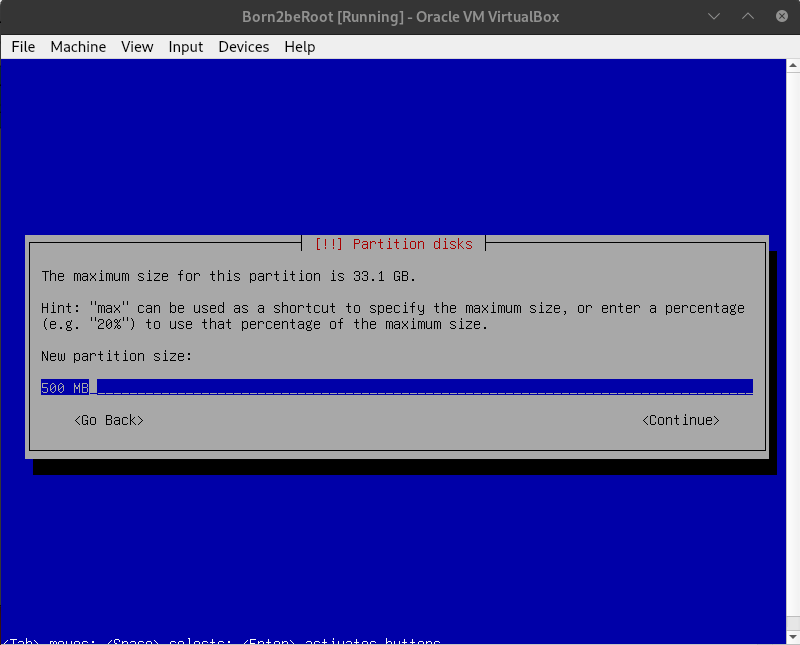 Born2beRoot [Running] - Oracle VM VirtualBox
File Machine View Input Devices Help
[!!] Partition disks
The maximum size for this partition is 33.1 GB.
Hint: "max" can be used as a shortcut to specify the maximum size, or enter a percentage
(e.g. "20%") to use that percentage of the maximum size.
New partition size:
500 MB
<Go Back> <Continue>
<Tab> moves; <Space> selects; <Enter> activates buttons